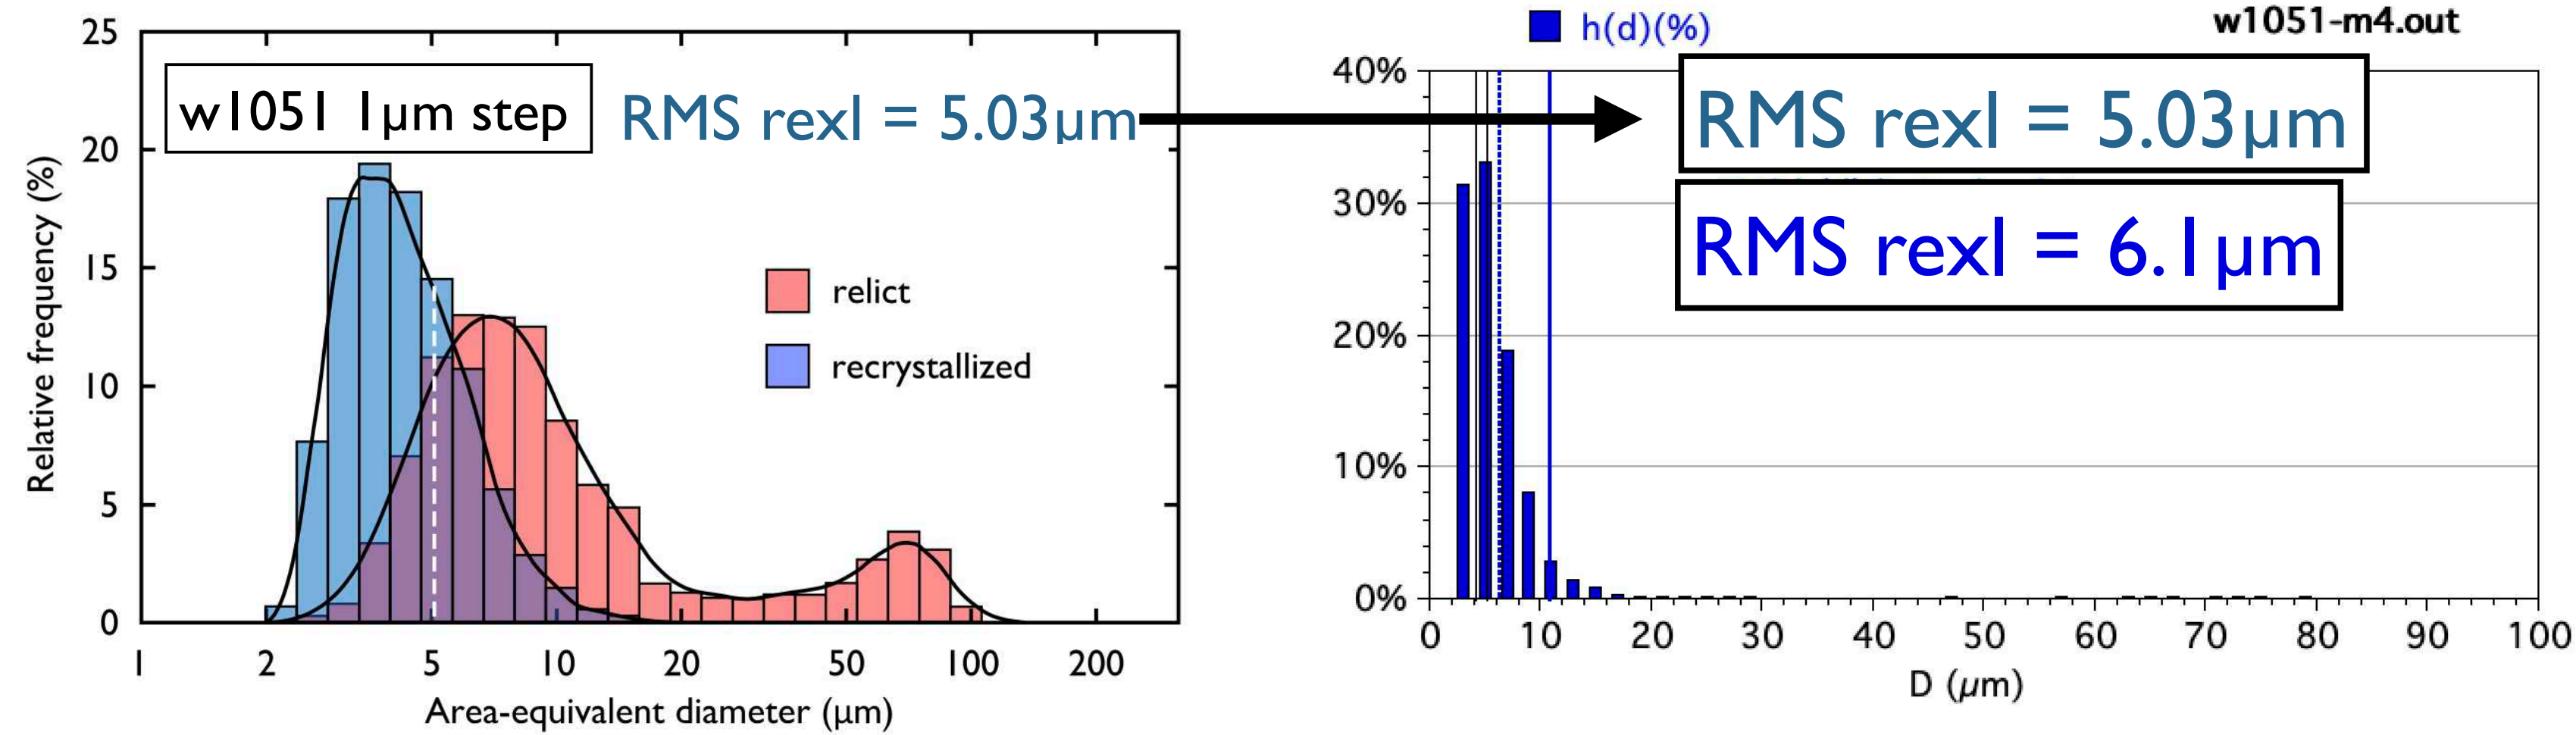 25
20
15
10
5
0
Relative frequency (%)
w1051 1μm step
RMS rexl = 5.03μm
relict
recrystallized
1 2 5 10 20 50 100 200
Area-equivalent diameter (μm)
h(d)(%)
w1051-m4.out
40%
30%
20%
10%
0%
RMS rexl = 5.03μm
RMS rexl = 6.1μm
0 10 20 30 40 50 60 70 80 90 100
D (μm)